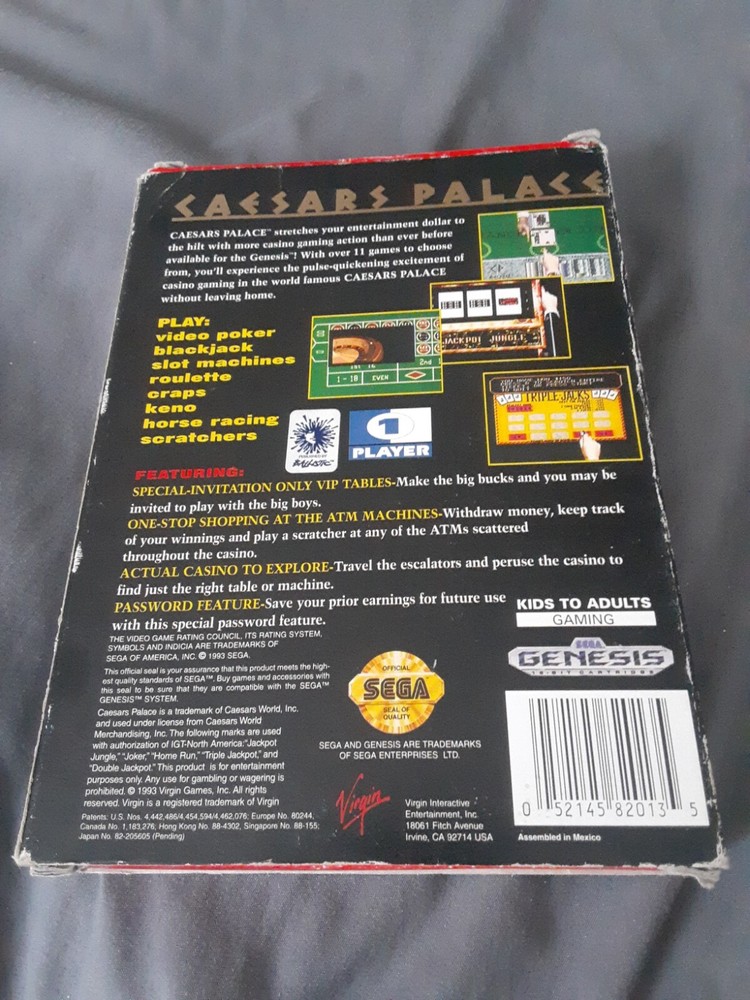 CAESARS PALACE
CAESARS PALACE™ stretches your entertainment dollar to
the hilt with more casino gaming action than ever before
available for the Genesis™! With over 11 games to choose
from, you'll experience the pulse-quickening excitement of
casino gaming in the world famous CAESARS PALACE
without leaving home.
PLAY:
video poker
blackjack
slot machines
roulette
craps
keno
horse racing
scratchers
JACKPOT JUNGLE
2nd
1-18 EVEN
TRIPLE JACKS
PUBLISHED BY
BALLISTIC
1
PLAYER
FEATURING:
SPECIAL-INVITATION ONLY VIP TABLES-Make the big bucks and you may be
invited to play with the big boys.
ONE-STOP SHOPPING AT THE ATM MACHINES-Withdraw money, keep track
of your winnings and play a scratcher at any of the ATMs scattered
throughout the casino.
ACTUAL CASINO TO EXPLORE-Travel the escalators and peruse the casino to
find just the right table or machine.
PASSWORD FEATURE-Save your prior earnings for future use
with this special password feature.
KIDS TO ADULTS
GAMING
THE VIDEO GAME RATING COUNCIL, ITS RATING SYSTEM,
SYMBOLS AND INDICIA ARE TRADEMARKS OF
SEGA OF AMERICA, INC. © 1993 SEGA.
This official seal is your assurance that this product meets the high-
est quality standards of SEGA™. Buy games and accessories with
this seal to be sure that they are compatible with the SEGA™
GENESIS™ SYSTEM.
OFFICIAL
SEGA
SEAL OF
QUALITY
SEGA
GENESIS
16-BIT CARTRIDGE
Caesars Palace is a trademark of Caesars World, Inc.
and used under license from Caesars World
Merchandising, Inc. The following marks are used
with authorization of IGT-North America:"Jackpot
Jungle," "Joker," "Home Run," "Triple Jackpot," and
"Double Jackpot." This product is for entertainment
purposes only. Any use for gambling or wagering is
prohibited. © 1993 Virgin Games, Inc. All rights
reserved. Virgin is a registered trademark of Virgin
SEGA AND GENESIS ARE TRADEMARKS
OF SEGA ENTERPRISES LTD.
Patents: U.S. Nos. 4,442,486/4,454,594/4,462,076; Europe No. 80244,
Canada No. 1,183,276; Hong Kong No. 88-4302, Singapore No. 88-155;
Japan No. 82-205605 (Pending)
Virgin
Virgin Interactive
Entertainment, Inc.
18061 Fitch Avenue
Irvine, CA 92714 USA
0 52145 82013 5
Assembled in Mexico